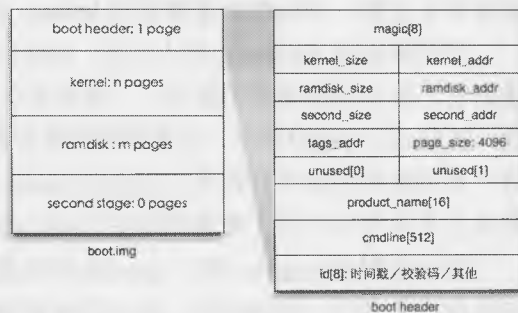 boot header: 1 page
kernel: n pages
ramdisk : m pages
second stage: 0 pages
boot.img
magic[8]
kernel_size kernel_addr
ramdisk_size ramdisk_addr
second_size second_addr
tags_addr page_size: 4096
unused[0] unused[1]
product_name[16]
cmdline[512]
id[8]: 时间戳／校验码／其他
boot header